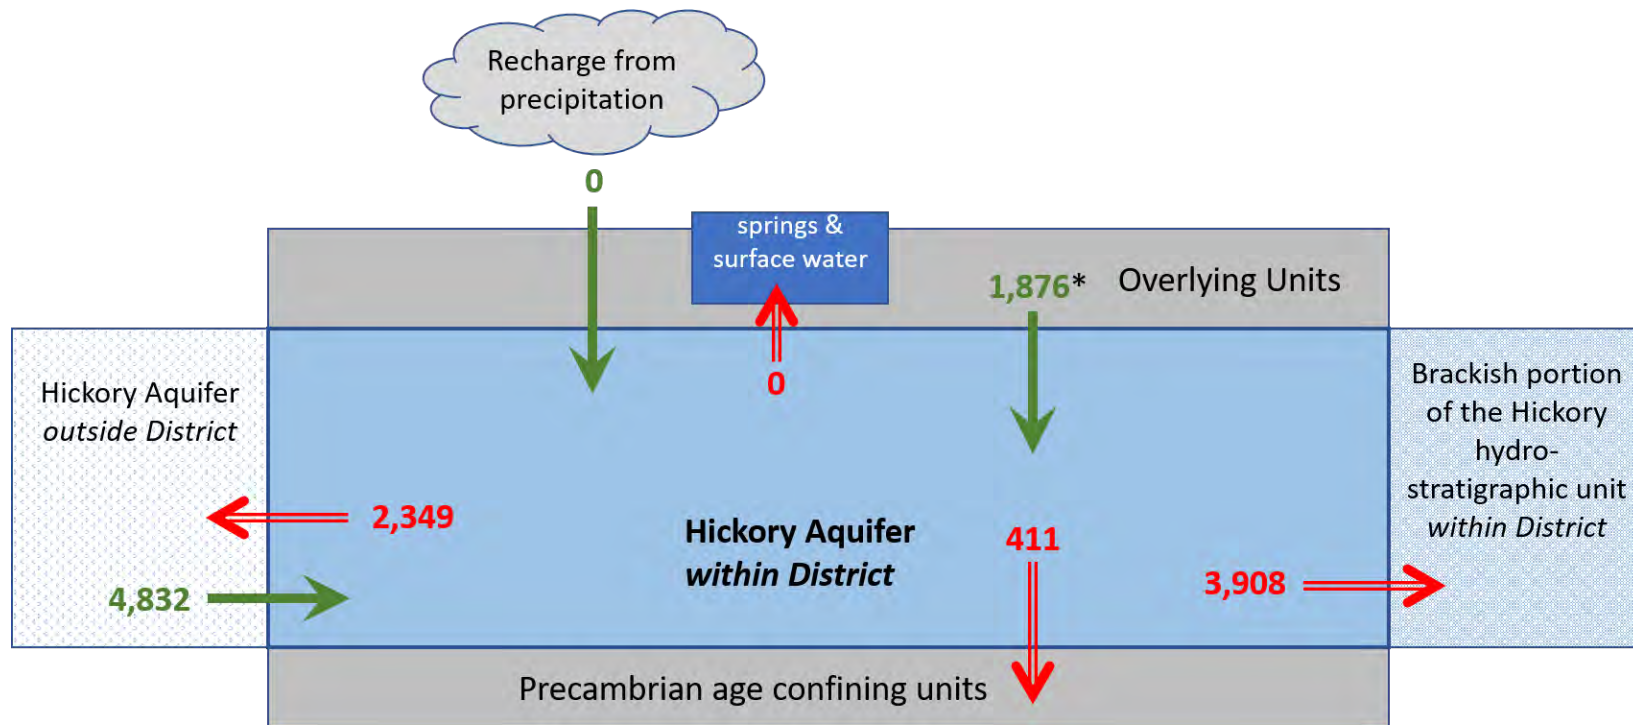 Recharge from
precipitation
0
springs &
surface water
1,876*
Overlying Units
0
Hickory Aquifer
outside District
Brackish portion
of the Hickory
hydro-
stratigraphic unit
within District
2,349
Hickory Aquifer
within District
411
4,832
3,908
Precambrian age confining units